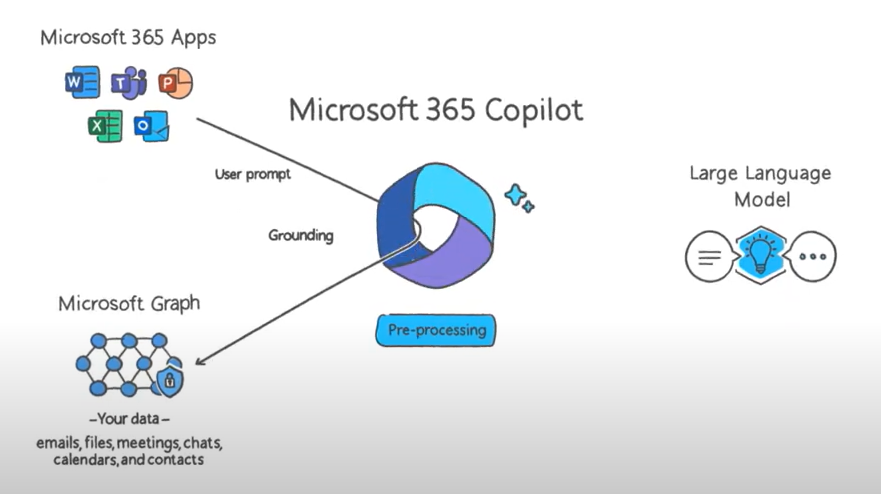 Microsoft 365 Apps
W
T
P
X
O
Microsoft 365 Copilot
User prompt
Grounding
Large Language
Model
Microsoft Graph
Pre-processing
–Your data–
emails, files, meetings, chats,
calendars, and contacts